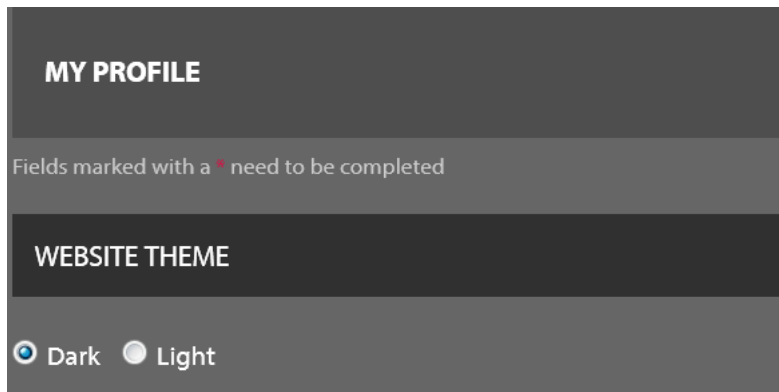 MY PROFILE
Fields marked with a * need to be completed
WEBSITE THEME
Dark Light